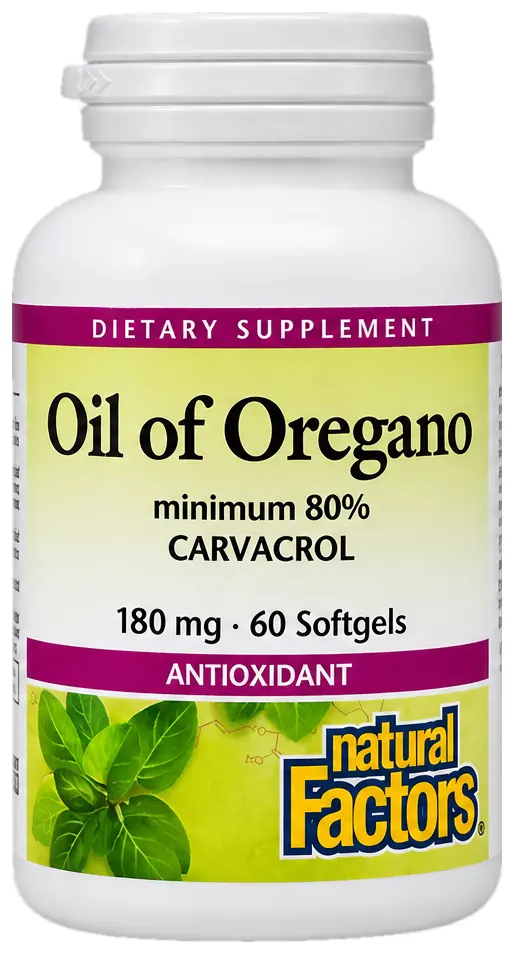 DIETARY SUPPLEMENT
Oil of Oregano
minimum 80%
CARVACROL
180 mg · 60 Softgels
ANTIOXIDANT
natural
Factors®